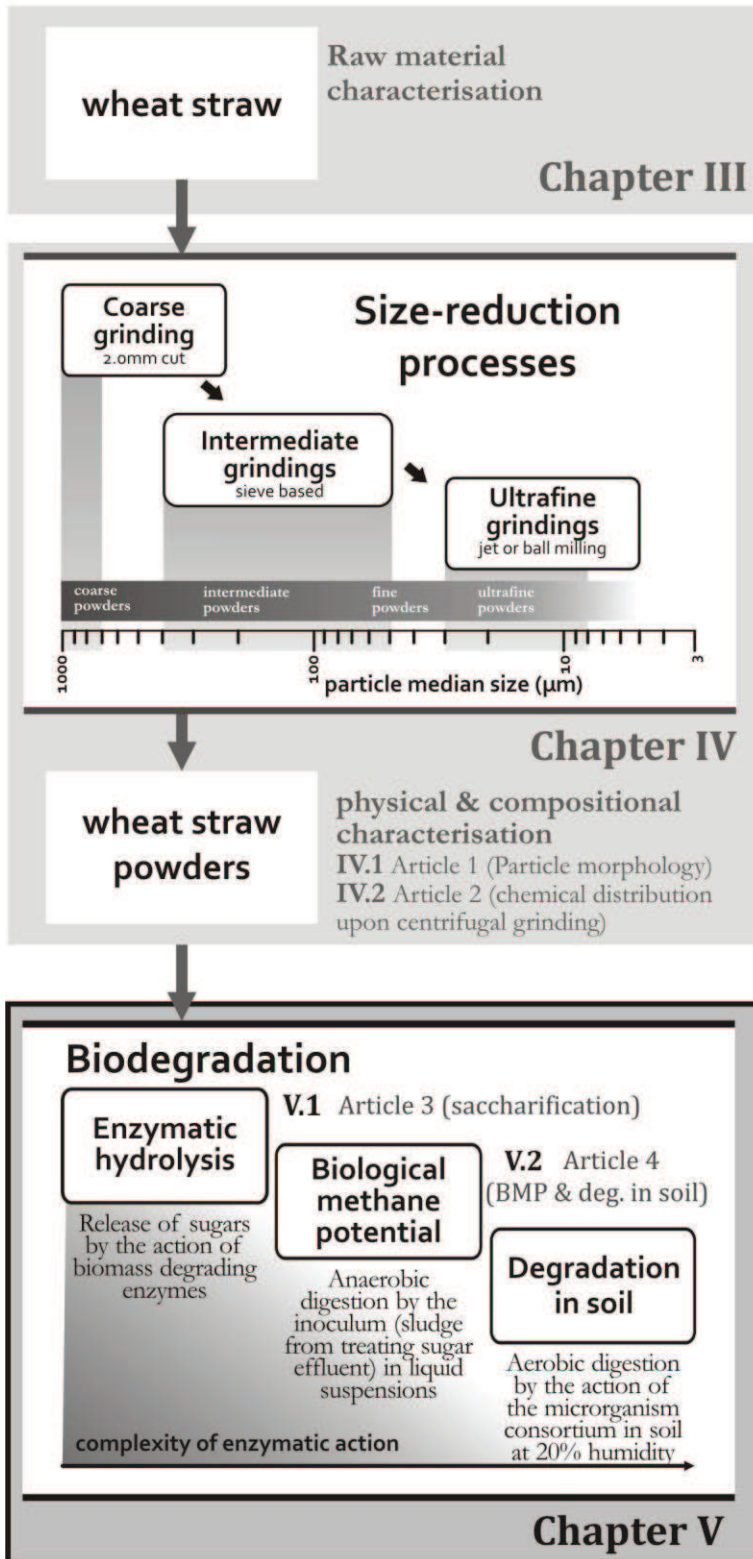 wheat straw
Raw material
characterisation
Chapter III
Coarse
grinding
2.0mm cut
Size-reduction
processes
Intermediate
grindings
sieve based
Ultrafine
grindings
jet or ball milling
coarse
powders
intermediate
powders
fine
powders
ultrafine
powders
1000
100
10
3
particle median size (µm)
Chapter IV
wheat straw
powders
physical & compositional
characterisation
IV.1 Article 1 (Particle morphology)
IV.2 Article 2 (chemical distribution
upon centrifugal grinding)
Biodegradation
V.1 Article 3 (saccharification)
Enzymatic
hydrolysis
Release of sugars
by the action of
biomass degrading
enzymes
Biological
methane
potential
Anaerobic
digestion by the
inoculum (sludge
from treating sugar
effluent) in liquid
suspensions
V.2 Article 4
(BMP & deg. in soil)
Degradation
in soil
Aerobic digestion
by the action of
the microrganism
consortium in soil
at 20% humidity
complexity of enzymatic action
Chapter V